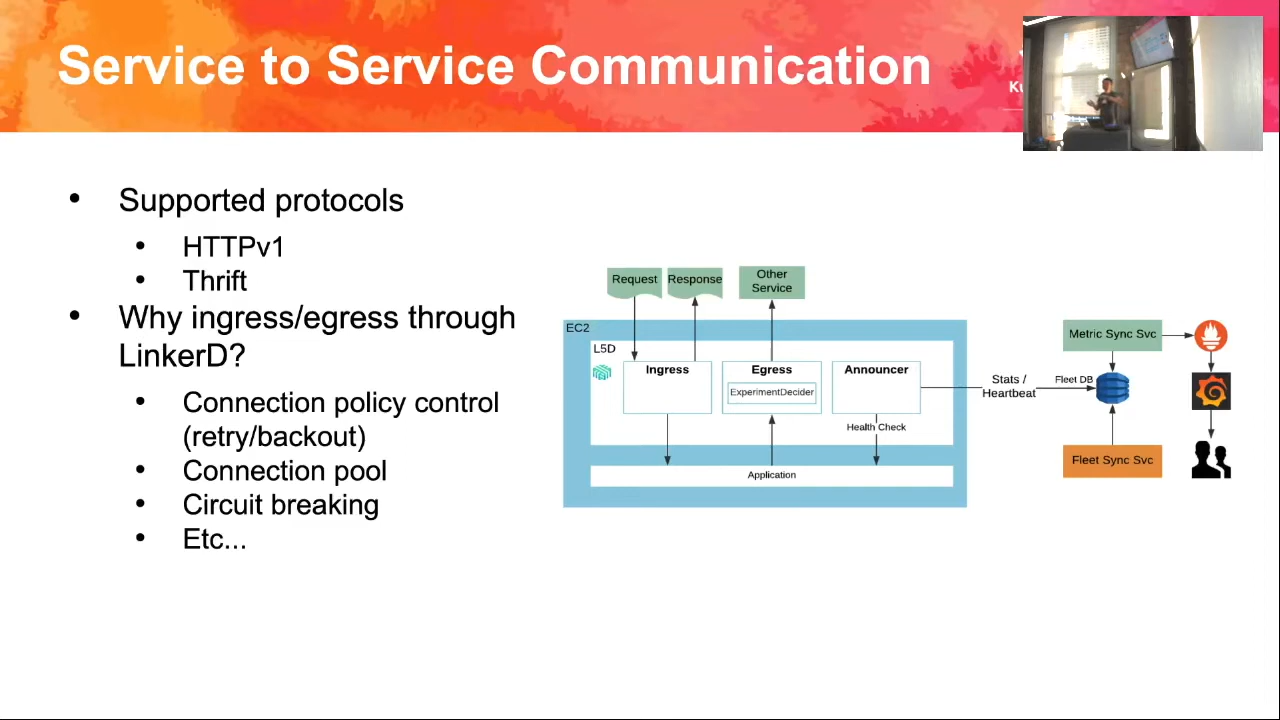 Service to Service Communication
Ku
• Supported protocols
• HTTPv1
• Thrift
• Why ingress/egress through
LinkerD?
• Connection policy control
(retry/backout)
• Connection pool
• Circuit breaking
• Etc...
Request
Response
Other
Service
EC2
L5D
Ingress
Egress
ExperimentDecider
Announcer
Health Check
Application
Stats /
Heartbeat
Fleet DB
Metric Sync Svc
Fleet Sync Svc